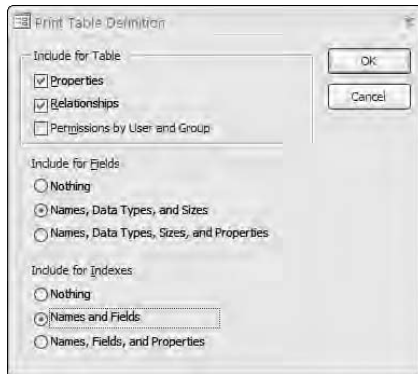 Print Table Definition
Include for Table
OK
Properties
Relationships
Cancel
Permissions by User and Group
Include for Fields
Nothing
Names, Data Types, and Sizes
Names, Data Types, Sizes, and Properties
Include for Indexes
Nothing
Names and Fields
Names, Fields, and Properties